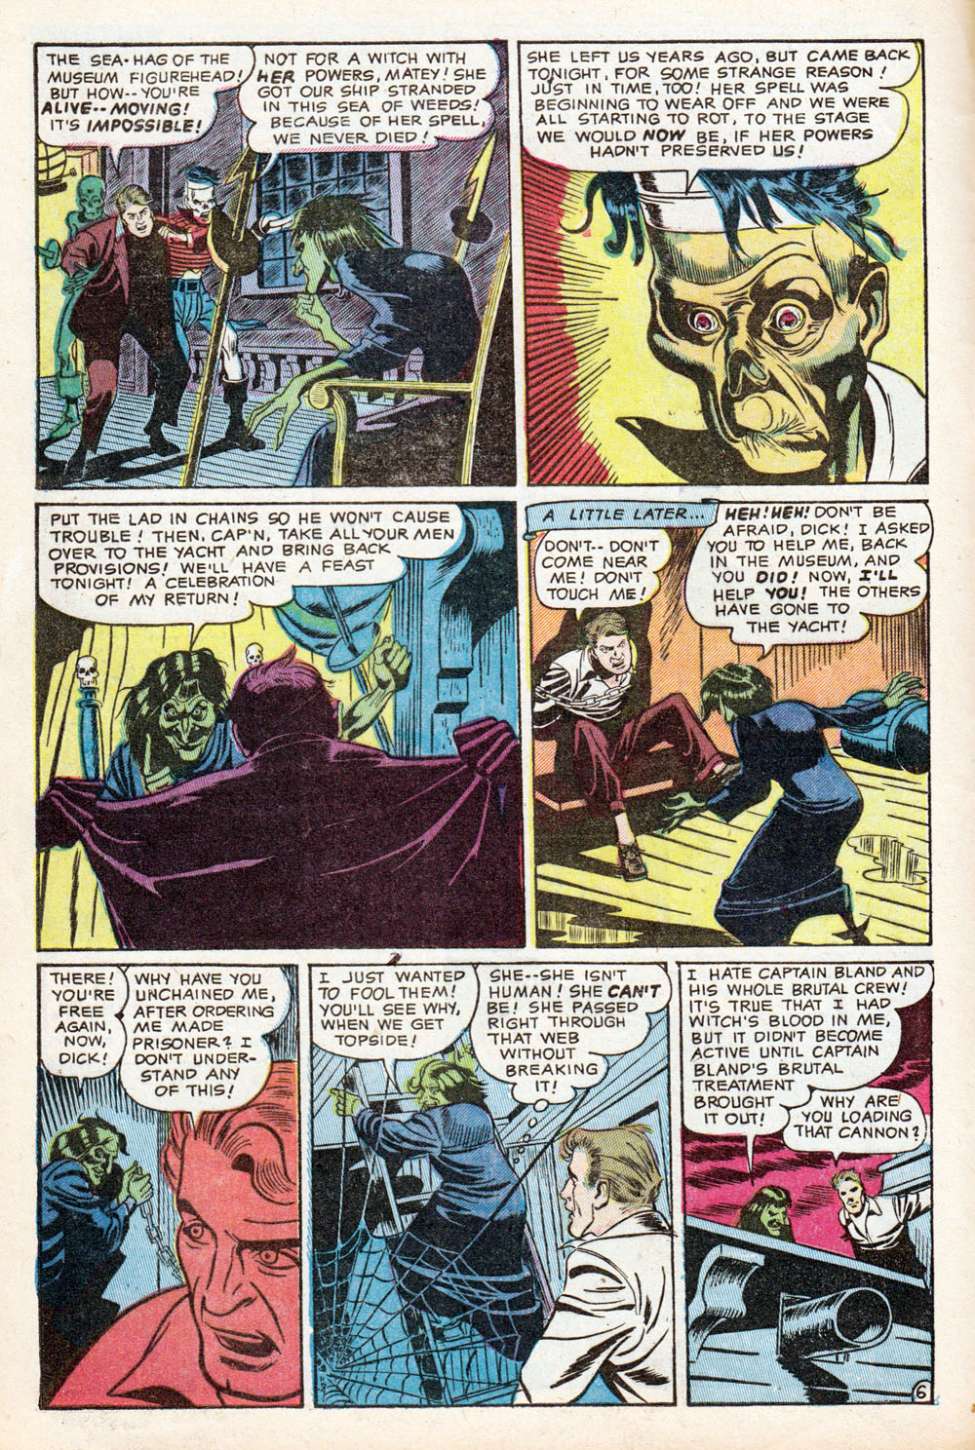 THE SEA-HAG OF THE
MUSEUM FIGUREHEAD!
BUT HOW--YOU'RE
ALIVE--MOVING!
IT'S IMPOSSIBLE!
NOT FOR A WITCH WITH
HER POWERS, MATEY! SHE
GOT OUR SHIP STRANDED
IN THIS SEA OF WEEDS!
BECAUSE OF HER SPELL,
WE NEVER DIED!
SHE LEFT US YEARS AGO, BUT CAME BACK
TONIGHT, FOR SOME STRANGE REASON!
JUST IN TIME, TOO! HER SPELL WAS
BEGINNING TO WEAR OFF AND WE WERE
ALL STARTING TO ROT, TO THE STAGE
WE WOULD NOW BE, IF HER POWERS
HADN'T PRESERVED US!
PUT THE LAD IN CHAINS SO HE WON'T CAUSE
TROUBLE! THEN, CAP'N, TAKE ALL YOUR MEN
OVER TO THE YACHT AND BRING BACK
PROVISIONS! WE'LL HAVE A FEAST
TONIGHT! A CELEBRATION
OF MY RETURN!
A LITTLE LATER...
DON'T-- DON'T
COME NEAR
ME! DON'T
TOUCH ME!
HEH! HEH! DON'T BE
AFRAID, DICK! I ASKED
YOU TO HELP ME, BACK
IN THE MUSEUM, AND
YOU DID! NOW, I'LL
HELP YOU! THE OTHERS
HAVE GONE TO
THE YACHT!
THERE!
YOU'RE
FREE
AGAIN,
NOW,
DICK!
WHY HAVE YOU
UNCHAINED ME,
AFTER ORDERING
ME MADE
PRISONER? I
DON'T UNDER-
STAND ANY
OF THIS!
I JUST WANTED
TO FOOL THEM!
YOU'LL SEE WHY,
WHEN WE GET
TOPSIDE!
SHE--SHE ISN'T
HUMAN! SHE CAN'T
BE! SHE PASSED
RIGHT THROUGH
THAT WEB
WITHOUT
BREAKING
IT!
I HATE CAPTAIN BLAND AND
HIS WHOLE BRUTAL CREW!
IT'S TRUE THAT I HAD
WITCH'S BLOOD IN ME,
BUT IT DIDN'T BECOME
ACTIVE UNTIL CAPTAIN
BLAND'S BRUTAL
TREATMENT
BROUGHT
IT OUT!
WHY ARE
YOU LOADING
THAT CANNON?
6